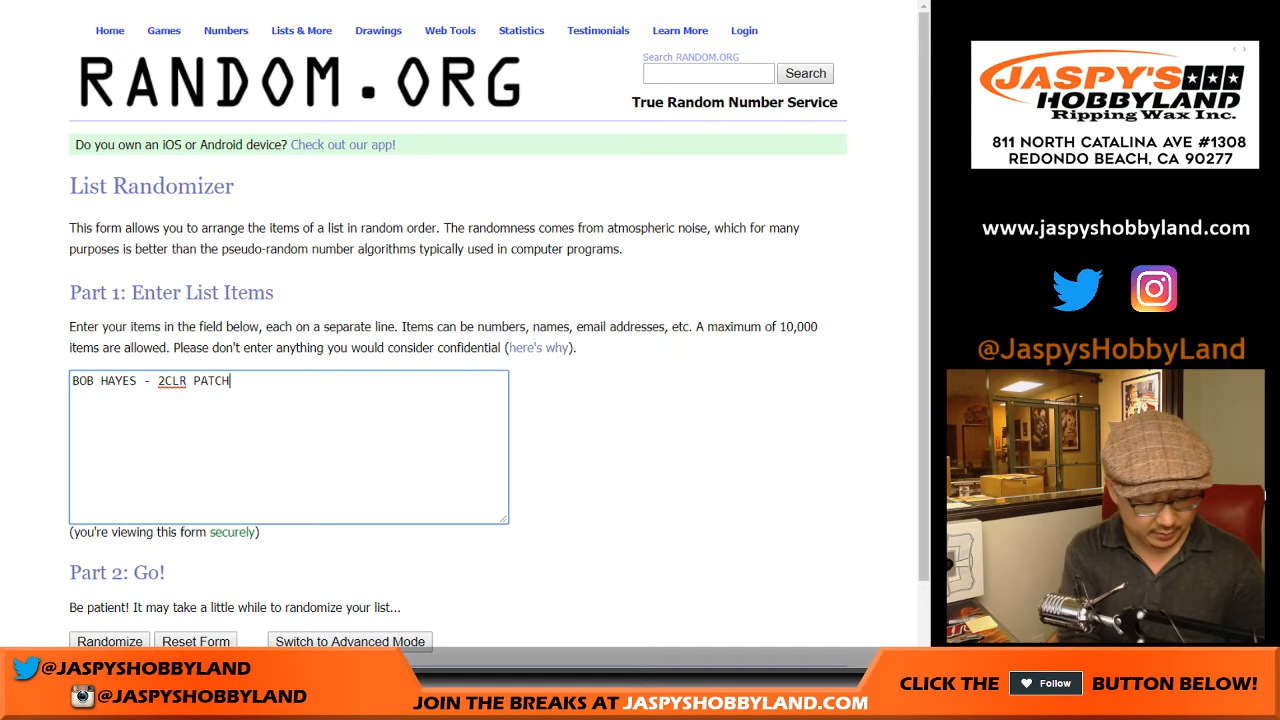 Home Games Numbers Lists & More Drawings Web Tools Statistics Testimonials Learn More Login
RANDOM.ORG
Search RANDOM.ORG
Search
True Random Number Service
Do you own an iOS or Android device? Check out our app!
List Randomizer
This form allows you to arrange the items of a list in random order. The randomness comes from atmospheric noise, which for many
purposes is better than the pseudo-random number algorithms typically used in computer programs.
Part 1: Enter List Items
Enter your items in the field below, each on a separate line. Items can be numbers, names, email addresses, etc. A maximum of 10,000
items are allowed. Please don't enter anything you would consider confidential (here's why).
BOB HAYES - 2CLR PATCH
(you're viewing this form securely)
Part 2: Go!
Be patient! It may take a little while to randomize your list...
Randomize Reset Form Switch to Advanced Mode
JASPY'S
HOBBYLAND
Ripping Wax Inc.
811 NORTH CATALINA AVE #1308
REDONDO BEACH, CA 90277
www.jaspyshobbyland.com
@JaspysHobbyLand
@JASPYSHOBBYLAND
@JASPYSHOBBYLAND
JOIN THE BREAKS AT JASPYSHOBBYLAND.COM
CLICK THE Follow BUTTON BELOW!